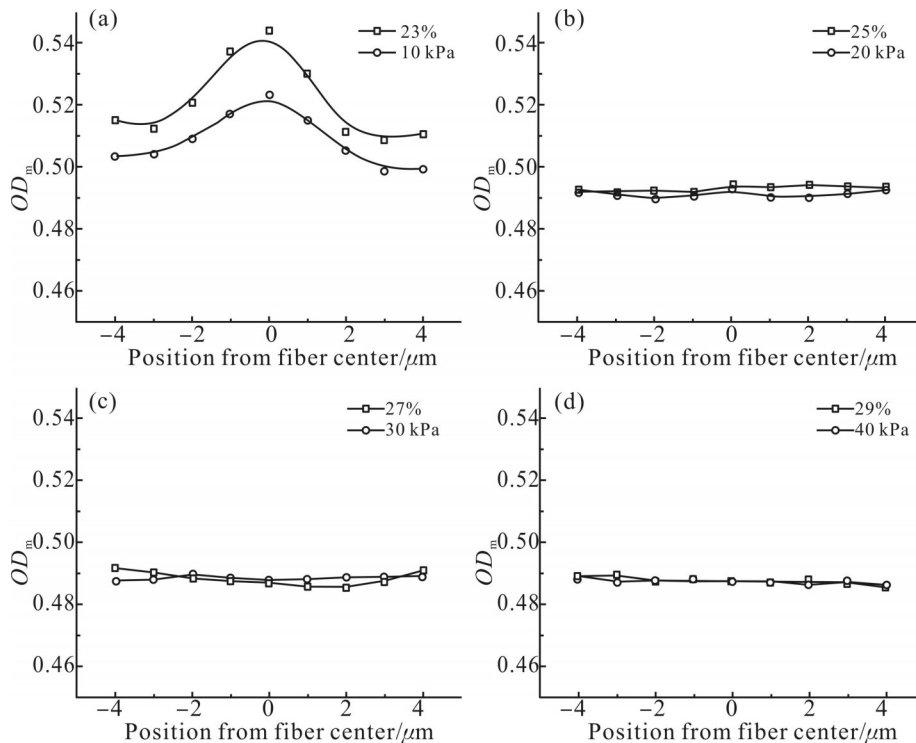 (a)
23%
10 kPa
0.54
0.52
0.50
0.48
0.46
ODm
−4 −2 0 2 4
Position from fiber center/μm
(b)
25%
20 kPa
0.54
0.52
0.50
0.48
0.46
ODm
−4 −2 0 2 4
Position from fiber center/μm
(c)
27%
30 kPa
0.54
0.52
0.50
0.48
0.46
ODm
−4 −2 0 2 4
Position from fiber center/μm
(d)
29%
40 kPa
0.54
0.52
0.50
0.48
0.46
ODm
−4 −2 0 2 4
Position from fiber center/μm